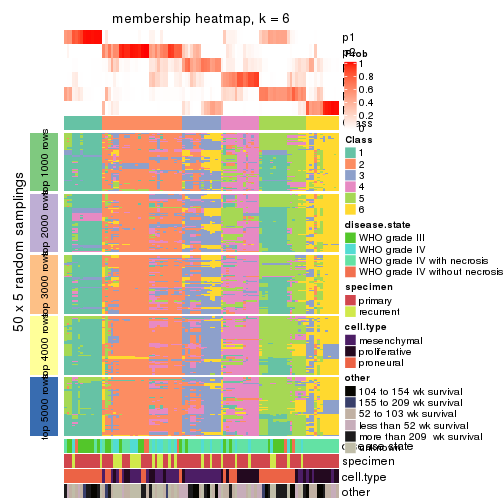 membership heatmap, k = 6
p1
p2
Prob
1
0.8
0.6
0.4
0.2
0
Class
1
2
3
4
5
6
disease.state
WHO grade III
WHO grade IV
WHO grade IV with necrosis
WHO grade IV without necrosis
specimen
primary
recurrent
cell.type
mesenchymal
proliferative
proneural
other
104 to 154 wk survival
155 to 209 wk survival
52 to 103 wk survival
less than 52 wk survival
more than 209 wk survival
specimen
cell.type
other
50 x 5 random samplings
top 1000 rows
top 2000 rows
top 3000 rows
top 4000 rows
top 5000 rows